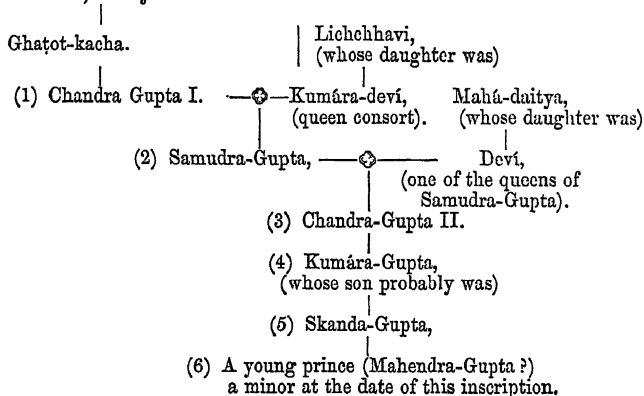 Ghaṭot-kacha.
Lichchhavi,
(whose daughter was)
(1) Chandra Gupta I.
Kumára-deví,
(queen consort).
Mahá-daitya,
(whose daughter was)
(2) Samudra-Gupta,
Deví,
(one of the queens of
Samudra-Gupta).
(3) Chandra-Gupta II.
(4) Kumára-Gupta,
(whose son probably was)
(5) Skanda-Gupta,
(6) A young prince (Mahendra-Gupta?)
a minor at the date of this inscription.